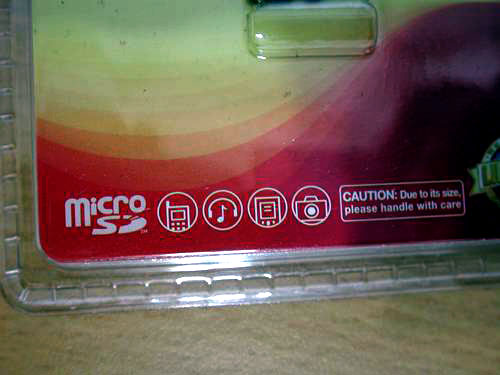 micro
SD
CAUTION: Due to its size,
please handle with care